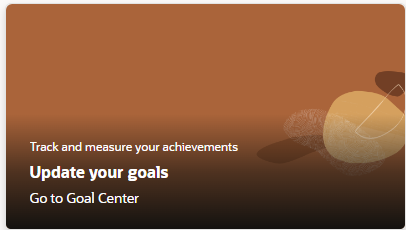 Track and measure your achievements
Update your goals
Go to Goal Center